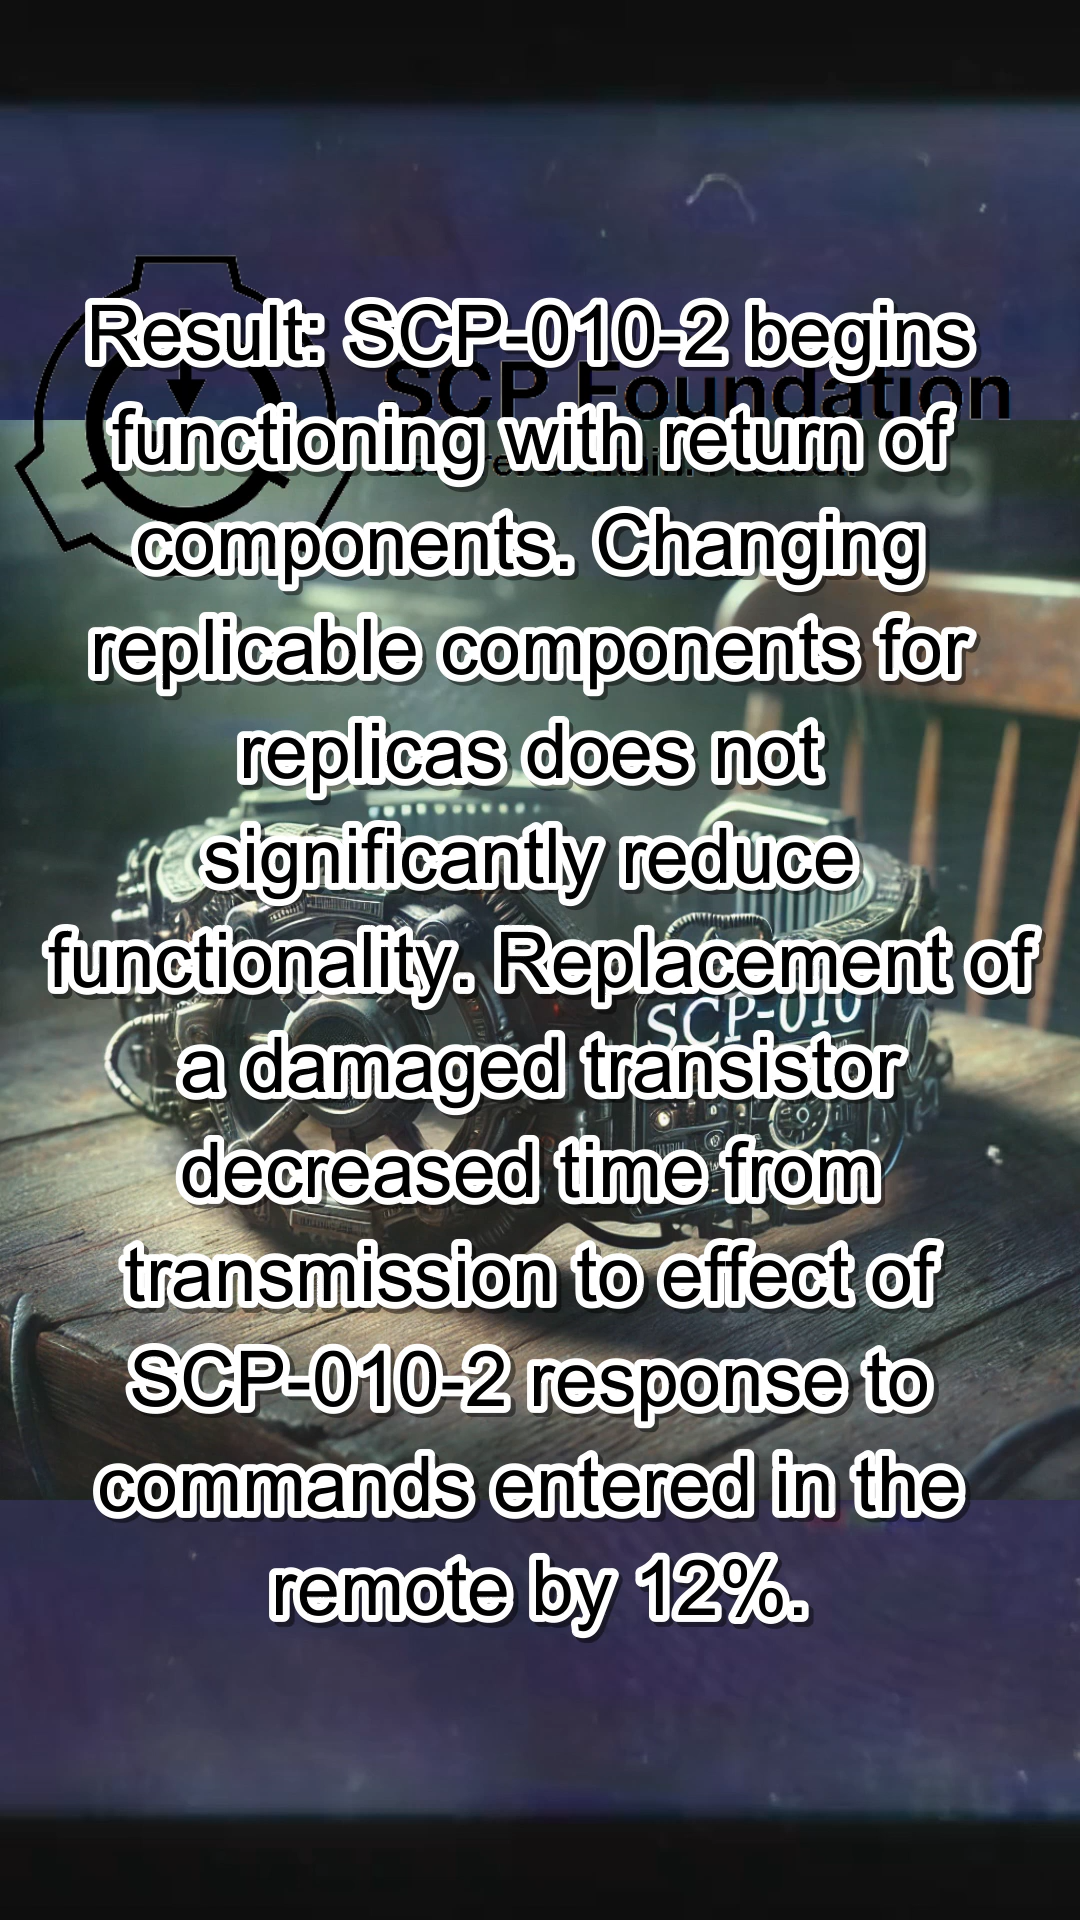 Result: SCP-010-2 begins
SCP Foundation
functioning with return of
components. Changing
replicable components for
replicas does not
significantly reduce
functionality. Replacement of
SCP-010
a damaged transistor
decreased time from
transmission to effect of
SCP-010-2 response to
commands entered in the
remote by 12%.